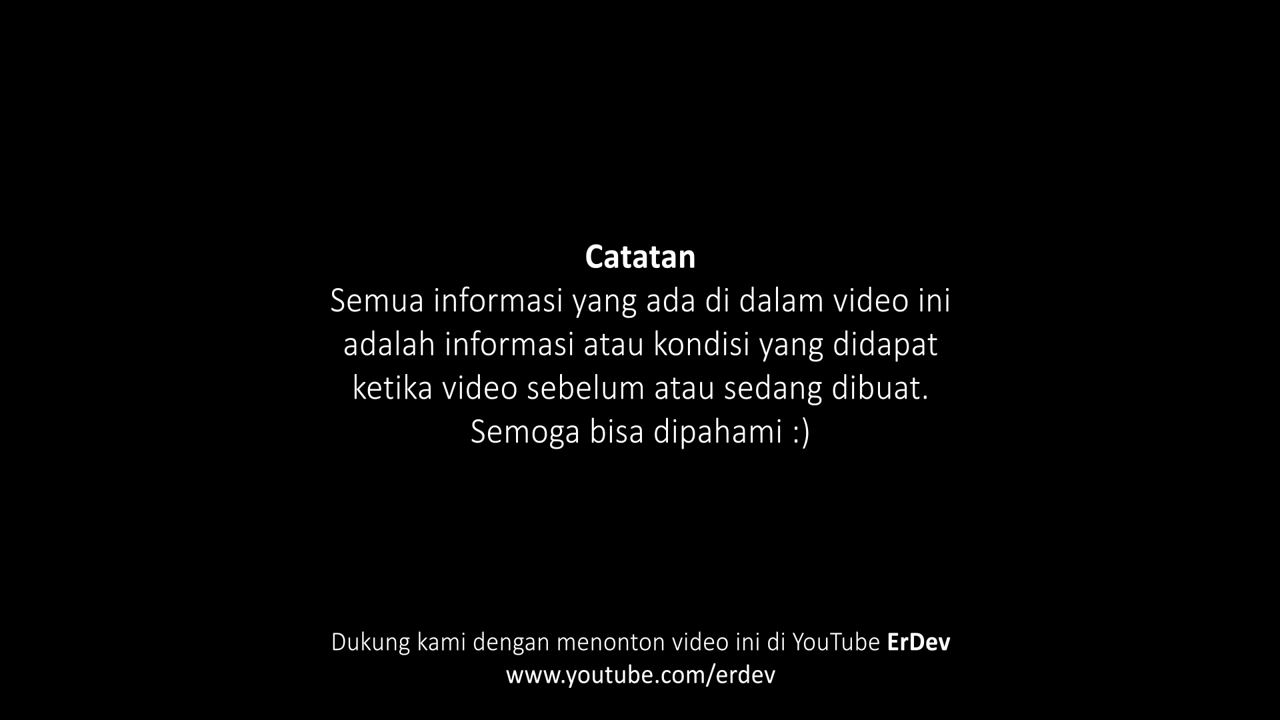 Catatan
Semua informasi yang ada di dalam video ini
adalah informasi atau kondisi yang didapat
ketika video sebelum atau sedang dibuat.
Semoga bisa dipahami :)
Dukung kami dengan menonton video ini di YouTube ErDev
www.youtube.com/erdev